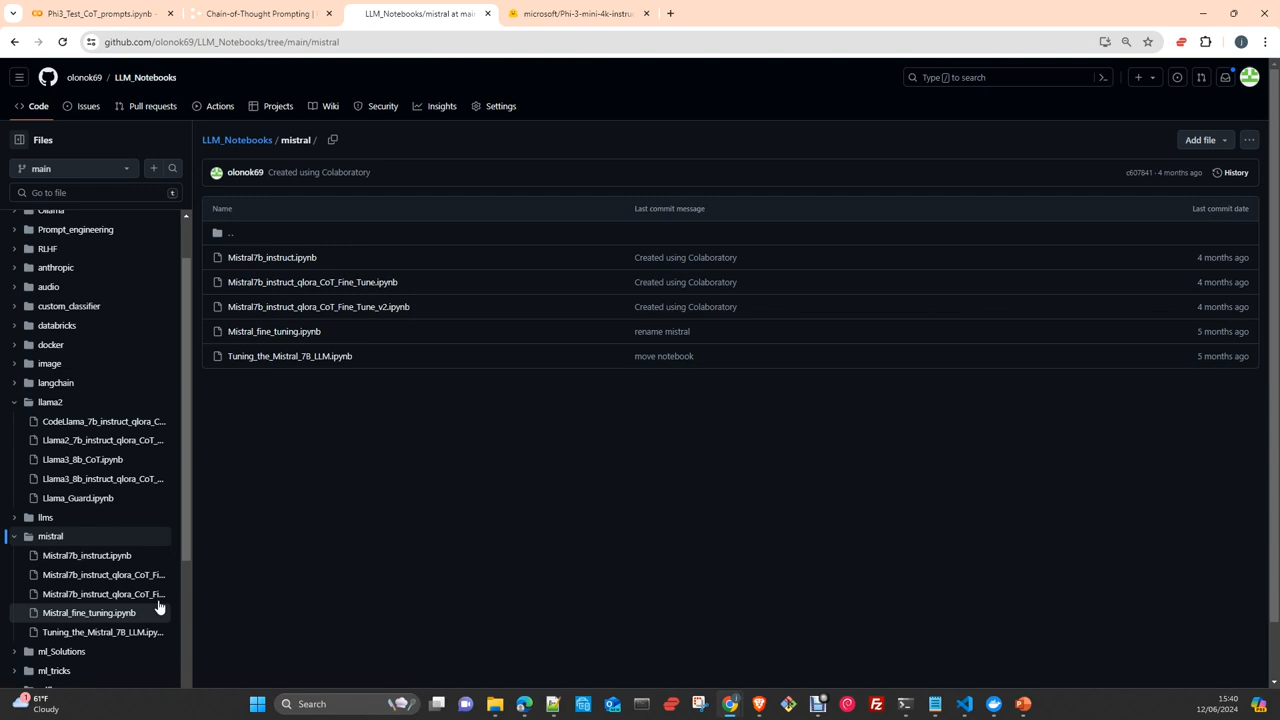 Phi3_Test_CoT_prompts.ipynb -
Chain-of-Thought Prompting |
LLM_Notebooks/mistral at mai
microsoft/Phi-3-mini-4k-instruc
github.com/olonok69/LLM_Notebooks/tree/main/mistral
olonok69 / LLM_Notebooks
Type / to search
Code
Issues
Pull requests
Actions
Projects
Wiki
Security
Insights
Settings
Files
LLM_Notebooks / mistral /
Add file
main
olonok69 Created using Colaboratory
c607841 · 4 months ago
History
Go to file
t
Name
Last commit message
Last commit date
Ollama
Prompt_engineering
RLHF
anthropic
audio
custom_classifier
databricks
docker
image
langchain
llama2
CodeLlama_7b_instruct_qlora_C...
Llama2_7b_instruct_qlora_CoT_...
Llama3_8b_CoT.ipynb
Llama3_8b_instruct_qlora_CoT_...
Llama_Guard.ipynb
llms
mistral
Mistral7b_instruct.ipynb
Mistral7b_instruct_qlora_CoT_Fi...
Mistral7b_instruct_qlora_CoT_Fi...
Mistral_fine_tuning.ipynb
Tuning_the_Mistral_7B_LLM.ipy...
ml_Solutions
ml_tricks
..
Mistral7b_instruct.ipynb Created using Colaboratory 4 months ago
Mistral7b_instruct_qlora_CoT_Fine_Tune.ipynb Created using Colaboratory 4 months ago
Mistral7b_instruct_qlora_CoT_Fine_Tune_v2.ipynb Created using Colaboratory 4 months ago
Mistral_fine_tuning.ipynb rename mistral 5 months ago
Tuning_the_Mistral_7B_LLM.ipynb move notebook 5 months ago
1
61°F
Cloudy
Search
15:40
12/06/2024